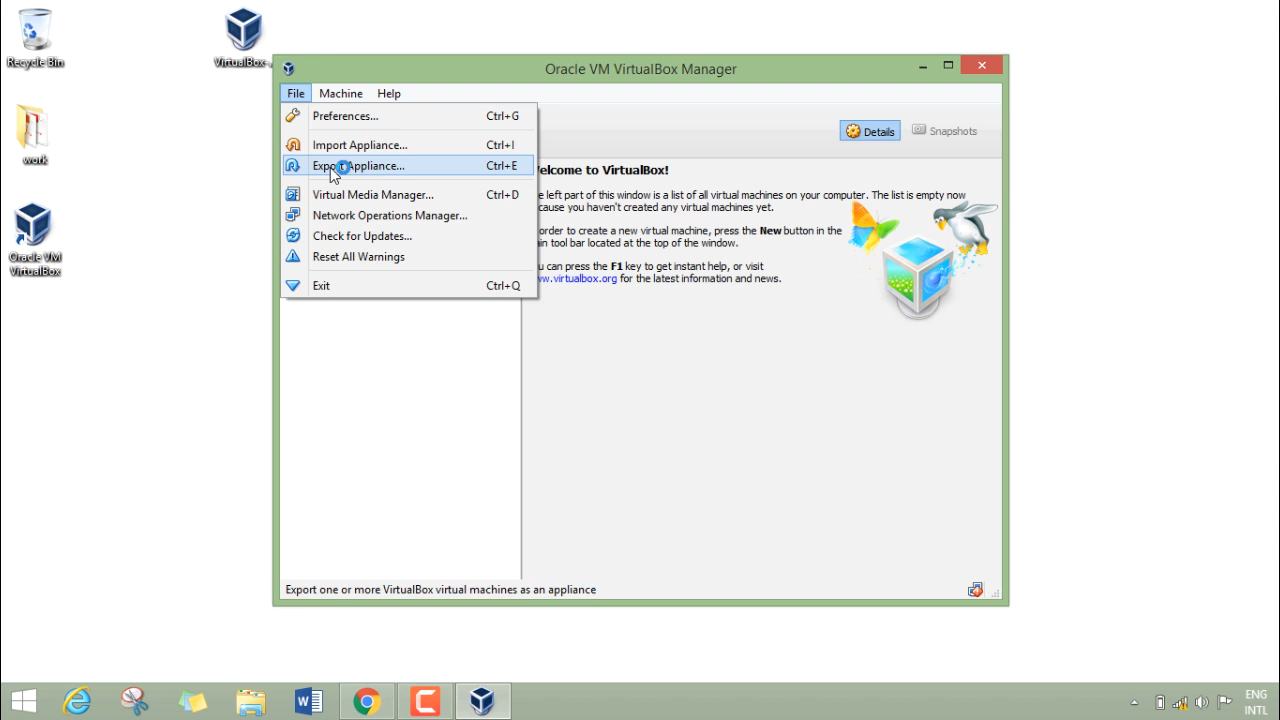 Recycle Bin
VirtualBox-
work
Oracle VM
VirtualBox
Oracle VM VirtualBox Manager
File Machine Help
Preferences... Ctrl+G
Import Appliance... Ctrl+I
Export Appliance... Ctrl+E
Virtual Media Manager... Ctrl+D
Network Operations Manager...
Check for Updates...
Reset All Warnings
Exit Ctrl+Q
Details Snapshots
elcome to VirtualBox!
e left part of this window is a list of all virtual machines on your computer. The list is empty now
cause you haven't created any virtual machines yet.
order to create a new virtual machine, press the New button in the
ain tool bar located at the top of the window.
u can press the F1 key to get instant help, or visit
ww.virtualbox.org for the latest information and news.
Export one or more VirtualBox virtual machines as an appliance
ENG
INTL